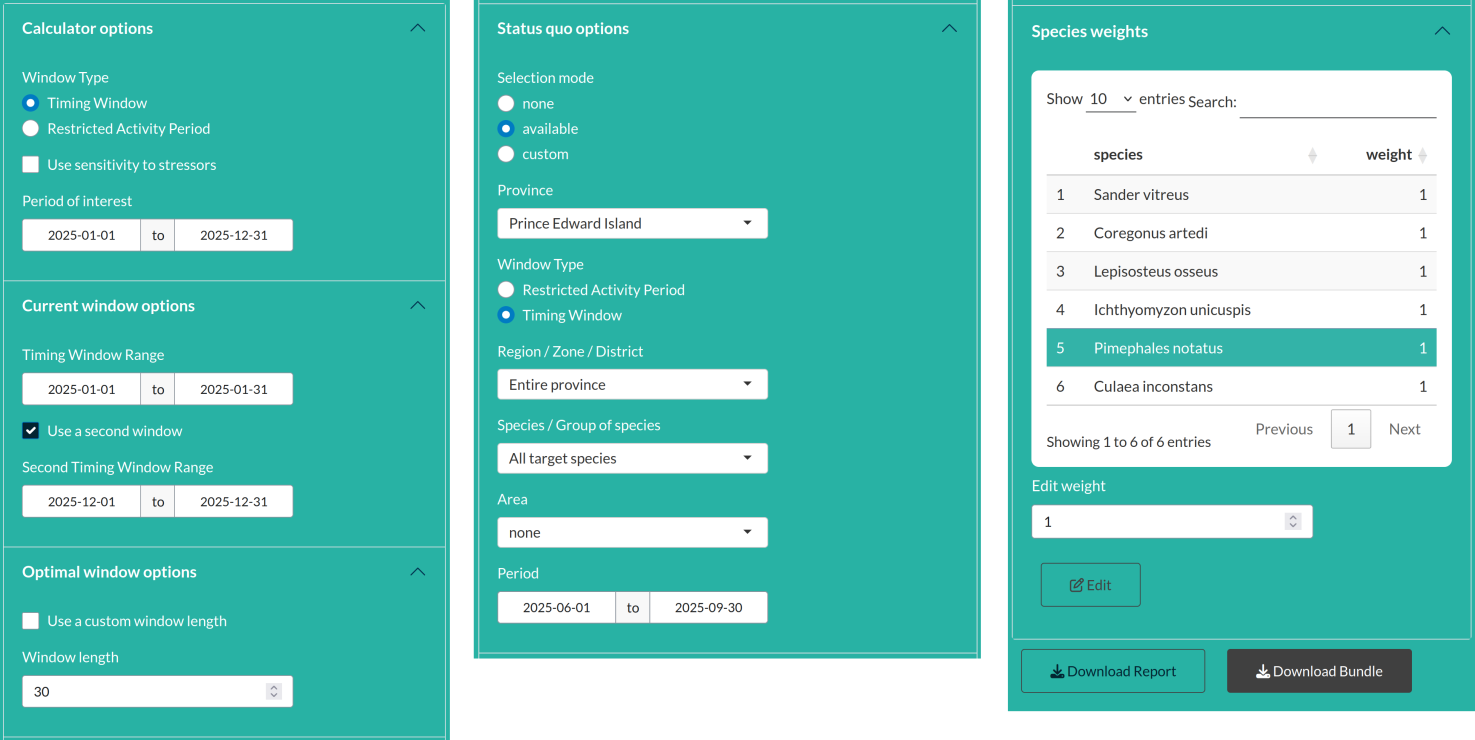 Calculator options
Window Type
Timing Window
Restricted Activity Period
Use sensitivity to stressors
Period of interest
2025-01-01 to 2025-12-31
Current window options
Timing Window Range
2025-01-01 to 2025-01-31
Use a second window
Second Timing Window Range
2025-12-01 to 2025-12-31
Optimal window options
Use a custom window length
Window length
30
Status quo options
Selection mode
none
available
custom
Province
Prince Edward Island
Window Type
Restricted Activity Period
Timing Window
Region / Zone / District
Entire province
Species / Group of species
All target species
Area
none
Period
2025-06-01 to 2025-09-30
Species weights
Show 10 entries Search:
species weight
1 Sander vitreus 1
2 Coregonus artedi 1
3 Lepisosteus osseus 1
4 Ichthyomyzon unicuspis 1
5 Pimephales notatus 1
6 Culaea inconstans 1
Previous 1 Next
Showing 1 to 6 of 6 entries
Edit weight
1
Edit
Download Report Download Bundle